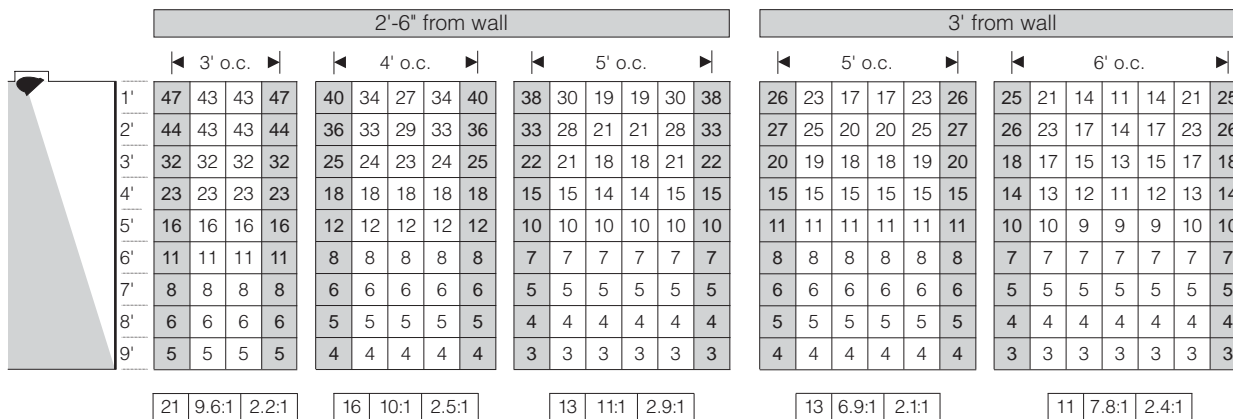 2'-6" from wall 3' from wall
3' o.c. 4' o.c. 5' o.c. 5' o.c. 6' o.c.
1' 47 43 43 47 40 34 27 34 40 38 30 19 19 30 38 26 23 17 17 23 26 25 21 14 11 14 21 25
2' 44 43 43 44 36 33 29 33 36 33 28 21 21 28 33 27 25 20 20 25 27 26 23 17 14 17 23 26
3' 32 32 32 32 25 24 23 24 25 22 21 18 18 21 22 20 19 18 18 19 20 18 17 15 13 15 17 18
4' 23 23 23 23 18 18 18 18 18 15 15 14 14 15 15 15 15 15 15 15 15 14 13 12 11 12 13 14
5' 16 16 16 16 12 12 12 12 12 10 10 10 10 10 10 11 11 11 11 11 11 10 10 9 9 9 10 10
6' 11 11 11 11 8 8 8 8 8 7 7 7 7 7 7 8 8 8 8 8 8 7 7 7 7 7 7 7
7' 8 8 8 8 6 6 6 6 6 5 5 5 5 5 5 6 6 6 6 6 6 5 5 5 5 5 5 5
8' 6 6 6 6 5 5 5 5 5 4 4 4 4 4 4 5 5 5 5 5 5 4 4 4 4 4 4 4
9' 5 5 5 5 4 4 4 4 4 3 3 3 3 3 3 4 4 4 4 4 4 3 3 3 3 3 3 3
21 9.6:1 2.2:1 16 10:1 2.5:1 13 11:1 2.9:1 13 6.9:1 2.1:1 11 7.8:1 2.4:1